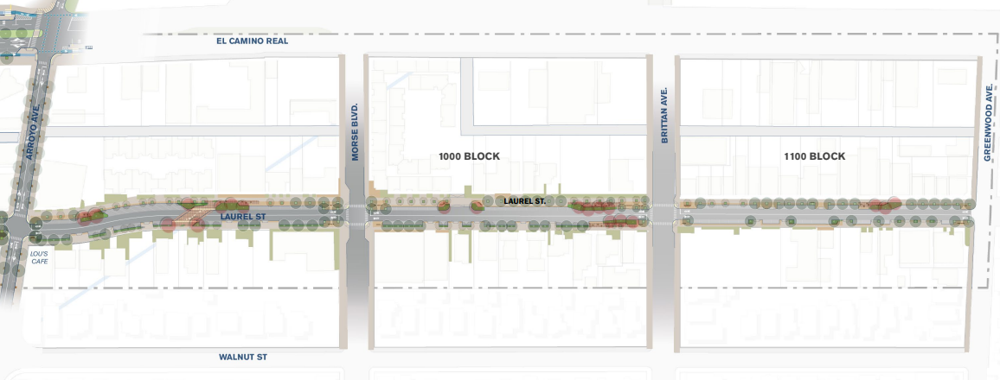 EL CAMINO REAL
ARROYO AVE.
MORSE BLVD.
BRITTAN AVE.
GREENWOOD AVE.
1000 BLOCK
1100 BLOCK
LAUREL ST
LAUREL ST.
LOU'S
CAFE
WALNUT ST